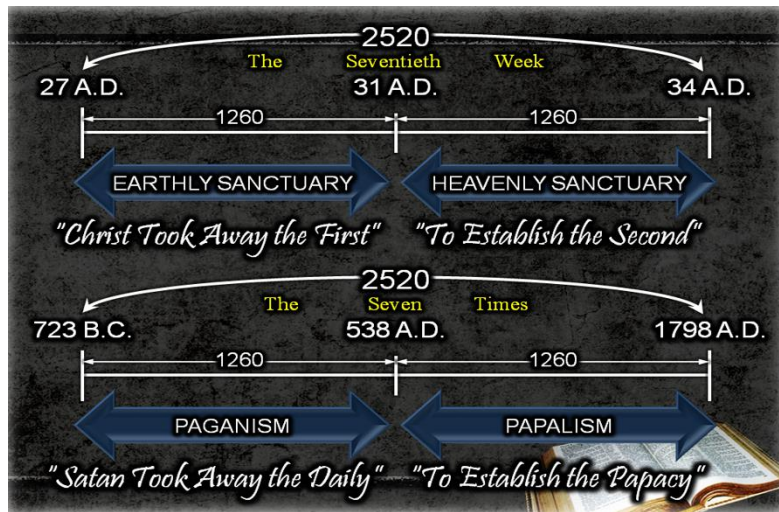 2520
The Seventieth Week
27 A.D. 31 A.D. 34 A.D.
1260 1260
EARTHLY SANCTUARY HEAVENLY SANCTUARY
"Christ Took Away the First" "To Establish the Second"
2520
The Seven Times
723 B.C. 538 A.D. 1798 A.D.
1260 1260
PAGANISM PAPALISM
"Satan Took Away the Daily" "To Establish the Papacy"